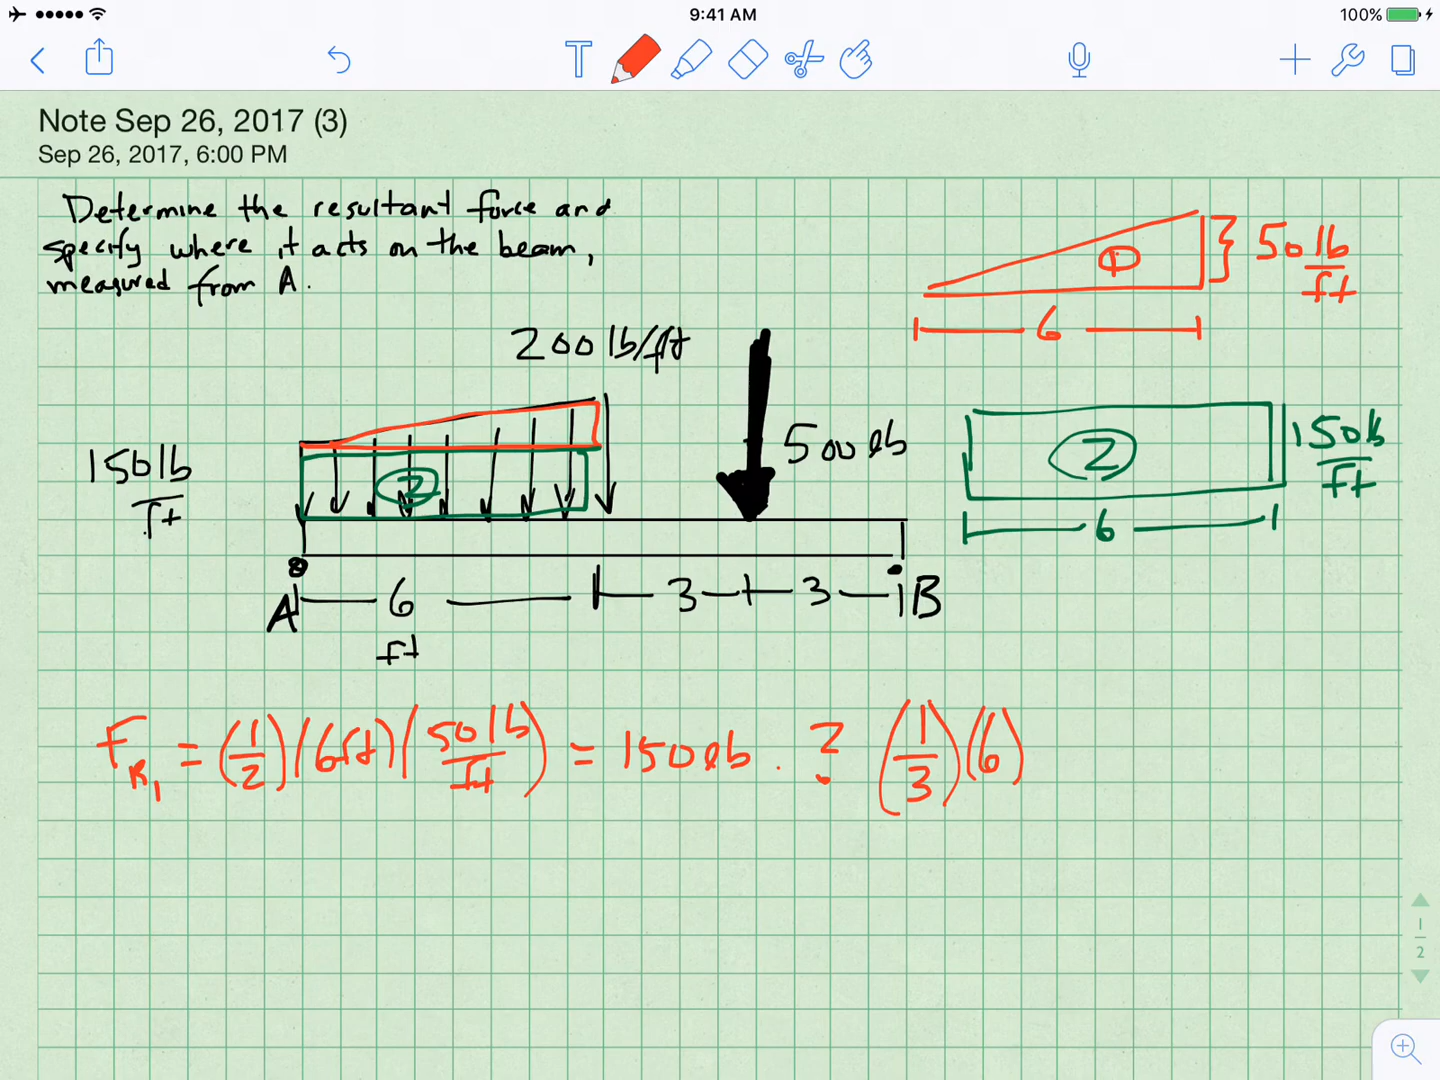 9:41 AM
100%
T
Note Sep 26, 2017 (3)
Sep 26, 2017, 6:00 PM
Determine the resultant force and
specify where it acts on the beam,
measured from A.
1
50 lb
ft
6
200 lb/ft
500 lb
150 lb
ft
2
2
150 lb
ft
6
A
6
ft
3
3
B
F_R1 = (1/2)(6ft)(50 lb/ft) = 150 lb. ? (1/3)(6)
1
2